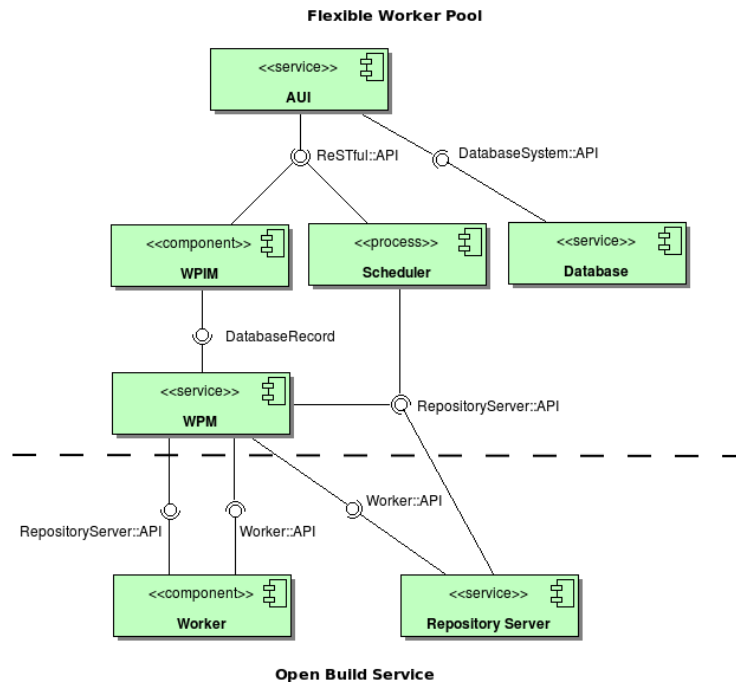 Flexible Worker Pool
<<service>>
AUI
ReSTful::API
DatabaseSystem::API
<<component>>
WPIM
<<process>>
Scheduler
<<service>>
Database
DatabaseRecord
<<service>>
WPM
RepositoryServer::API
Worker::API
RepositoryServer::API
Worker::API
<<component>>
Worker
<<service>>
Repository Server
Open Build Service